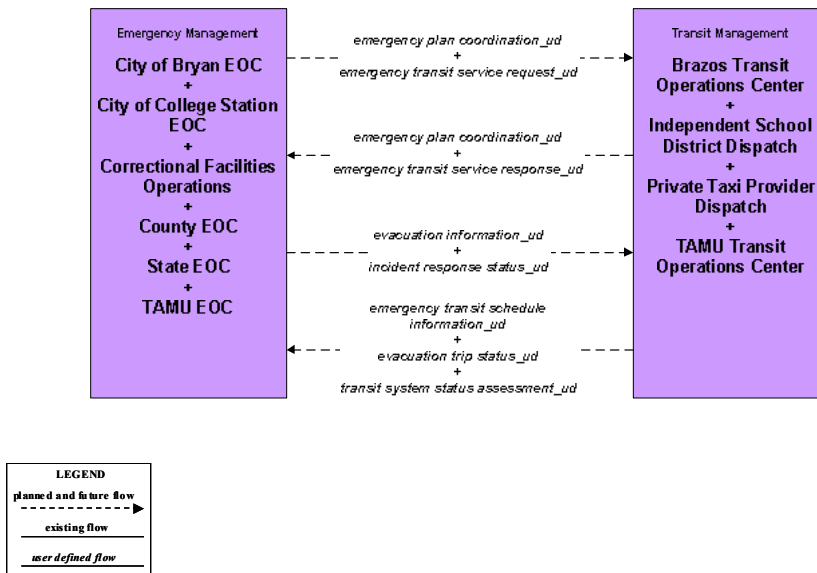 Emergency Management
City of Bryan EOC
+
City of College Station
EOC
+
Correctional Facilities
Operations
+
County EOC
+
State EOC
+
TAMU EOC
emergency plan coordination_ud
+
emergency transit service request_ud
emergency plan coordination_ud
+
emergency transit service response_ud
evacuation information_ud
+
incident response status_ud
emergency transit schedule
information_ud
+
evacuation trip status_ud
+
transit system status assessment_ud
Transit Management
Brazos Transit
Operations Center
+
Independent School
District Dispatch
+
Private Taxi Provider
Dispatch
+
TAMU Transit
Operations Center
LEGEND
planned and future flow
existing flow
user defined flow